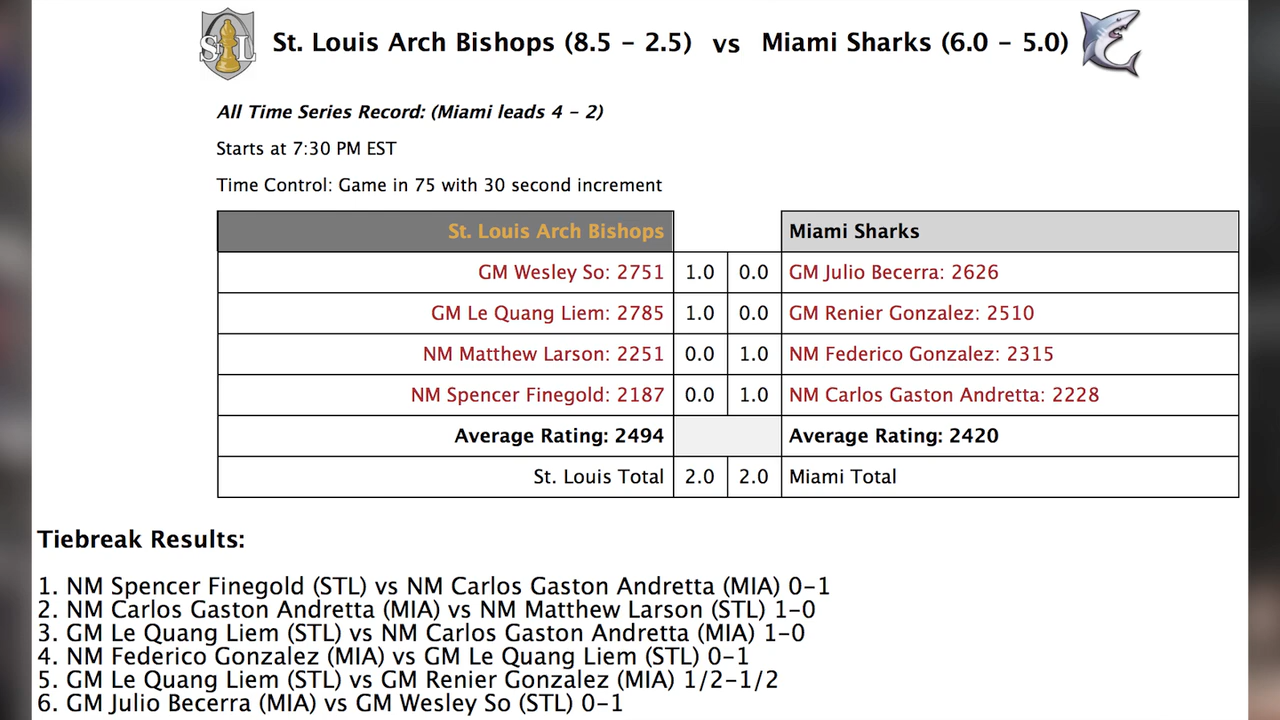 StL St. Louis Arch Bishops (8.5 – 2.5) vs Miami Sharks (6.0 – 5.0)
All Time Series Record: (Miami leads 4 – 2)
Starts at 7:30 PM EST
Time Control: Game in 75 with 30 second increment
St. Louis Arch Bishops Miami Sharks
GM Wesley So: 2751 1.0 0.0 GM Julio Becerra: 2626
GM Le Quang Liem: 2785 1.0 0.0 GM Renier Gonzalez: 2510
NM Matthew Larson: 2251 0.0 1.0 NM Federico Gonzalez: 2315
NM Spencer Finegold: 2187 0.0 1.0 NM Carlos Gaston Andretta: 2228
Average Rating: 2494 Average Rating: 2420
St. Louis Total 2.0 2.0 Miami Total
Tiebreak Results:
1. NM Spencer Finegold (STL) vs NM Carlos Gaston Andretta (MIA) 0-1
2. NM Carlos Gaston Andretta (MIA) vs NM Matthew Larson (STL) 1-0
3. GM Le Quang Liem (STL) vs NM Carlos Gaston Andretta (MIA) 1-0
4. NM Federico Gonzalez (MIA) vs GM Le Quang Liem (STL) 0-1
5. GM Le Quang Liem (STL) vs GM Renier Gonzalez (MIA) 1/2-1/2
6. GM Julio Becerra (MIA) vs GM Wesley So (STL) 0-1